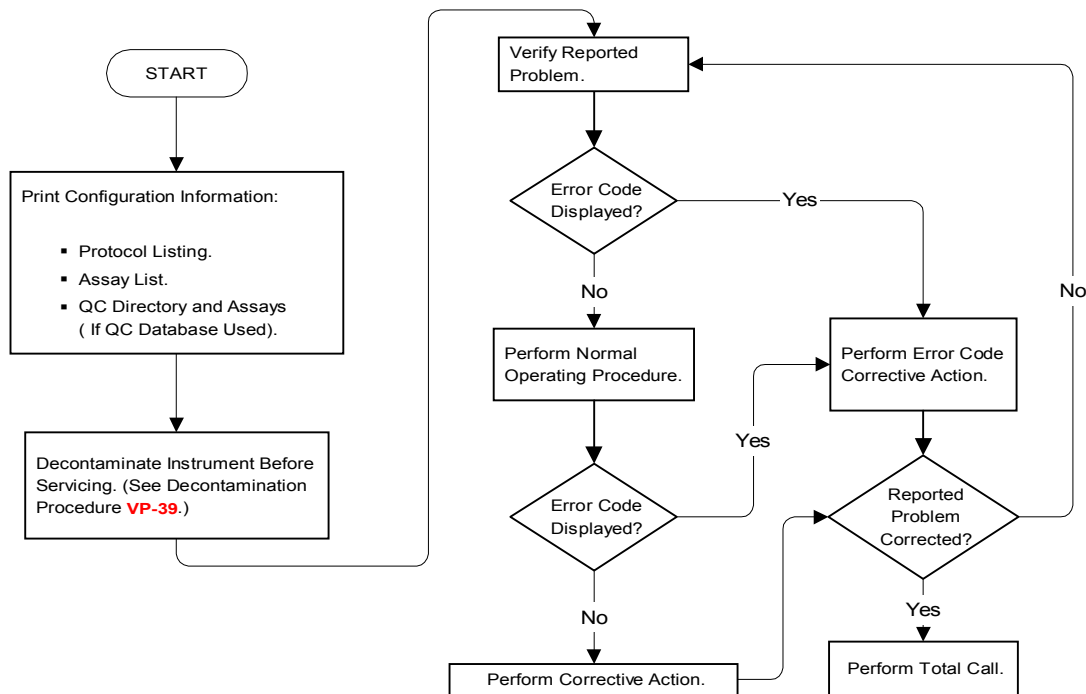 START
Print Configuration Information:
▪ Protocol Listing.
▪ Assay List.
▪ QC Directory and Assays
( If QC Database Used).
Decontaminate Instrument Before
Servicing. (See Decontamination
Procedure VP-39.)
Verify Reported
Problem.
Error Code
Displayed?
Yes
No
Perform Normal
Operating Procedure.
Error Code
Displayed?
Yes
No
Perform Corrective Action.
Perform Error Code
Corrective Action.
Reported
Problem
Corrected?
No
Yes
Perform Total Call.